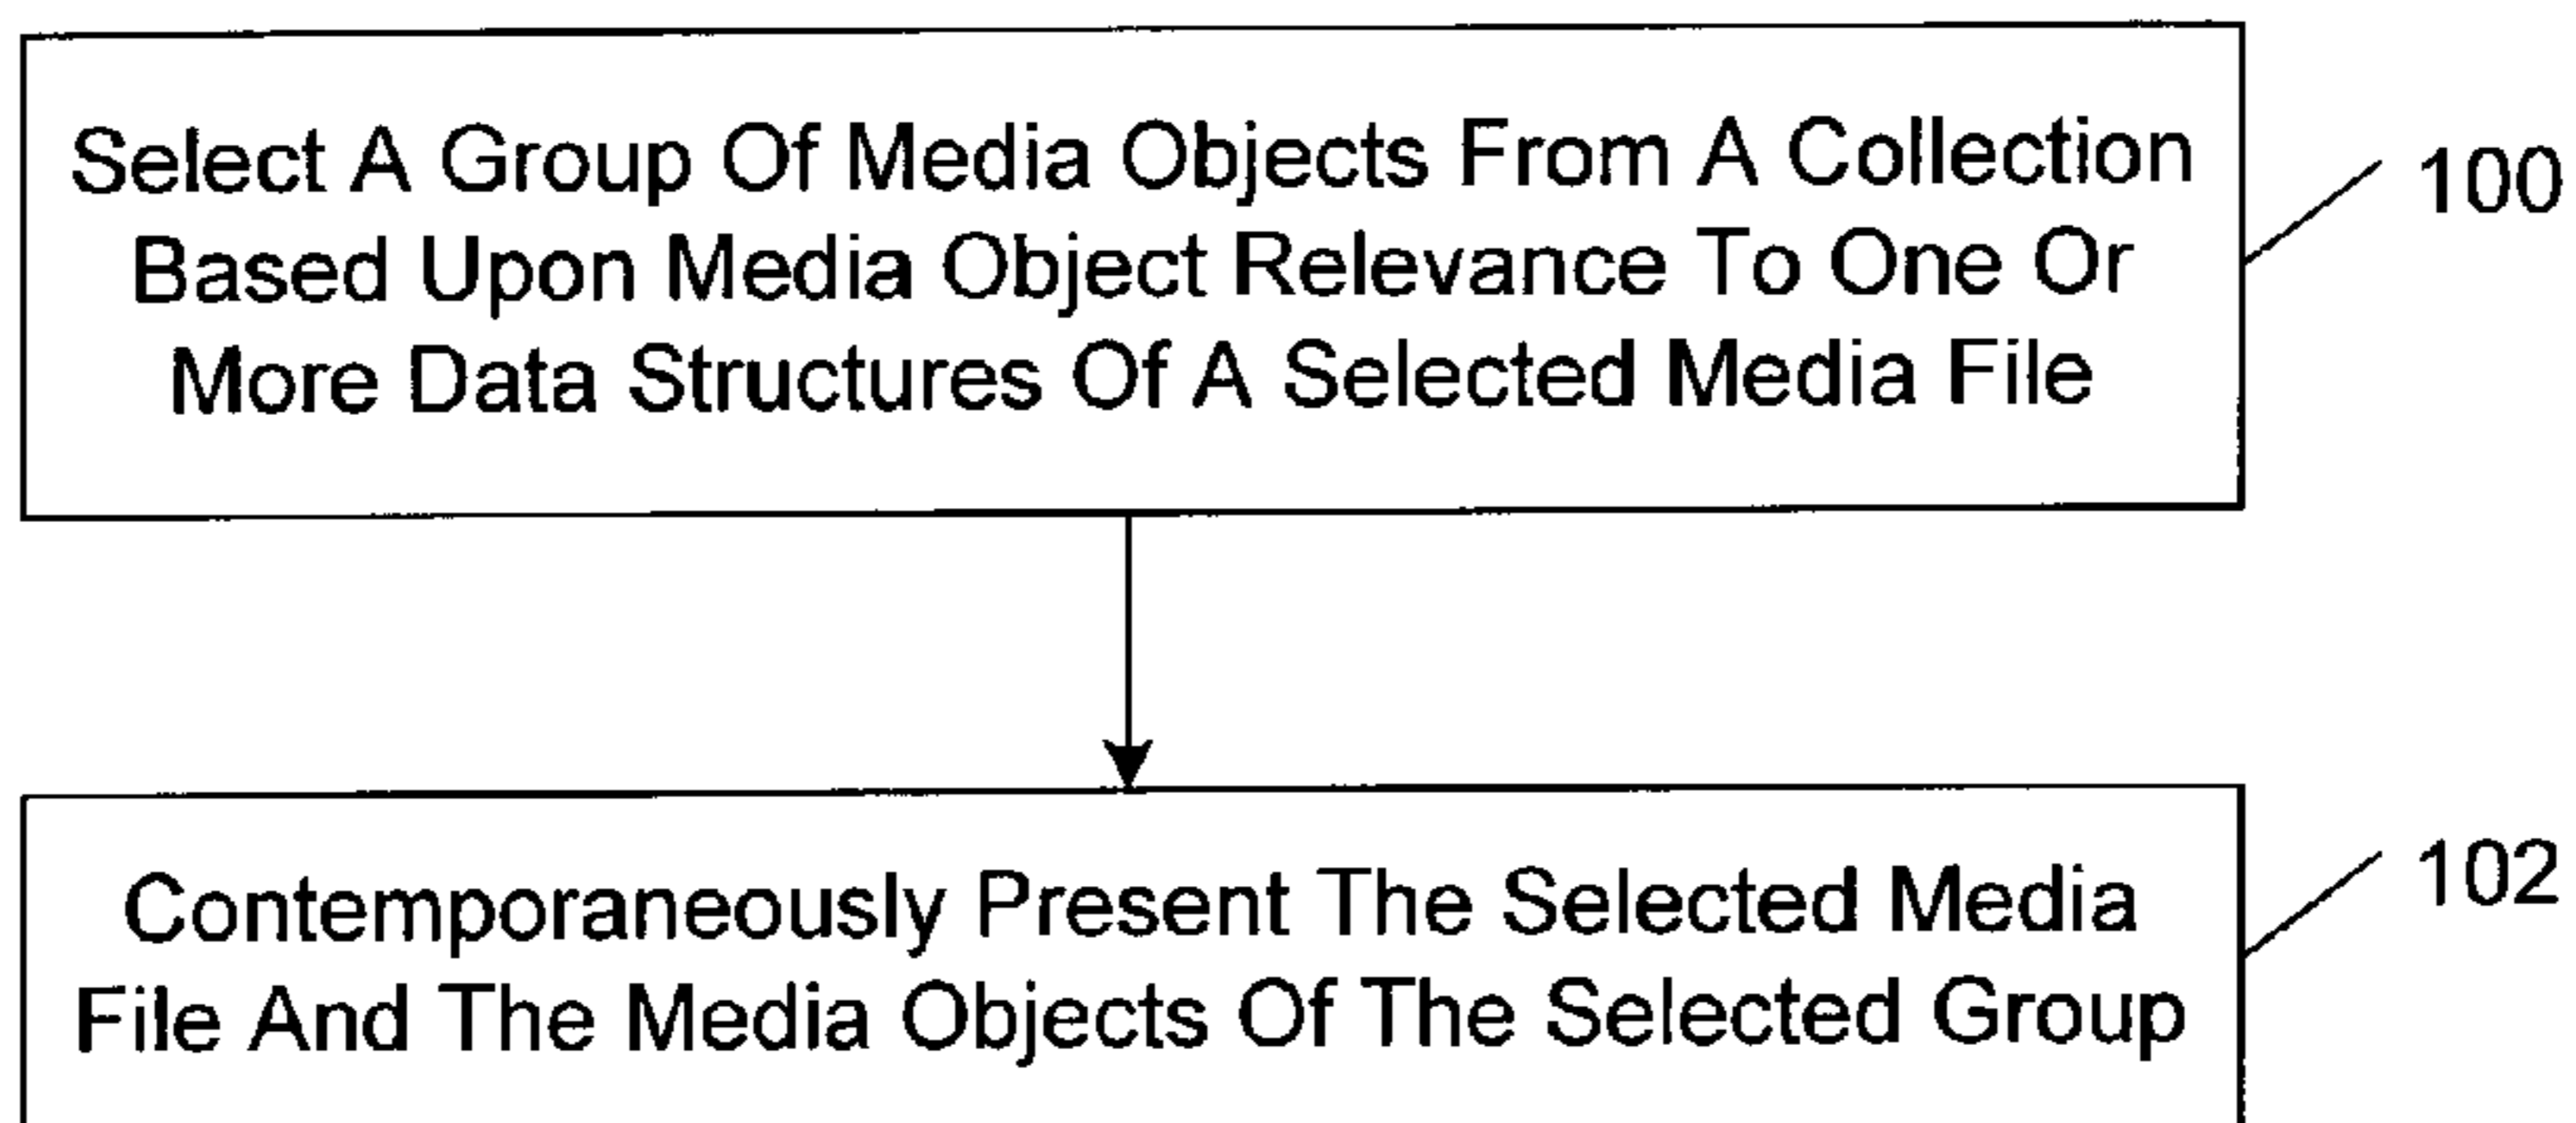 Select A Group Of Media Objects From A Collection
Based Upon Media Object Relevance To One Or
More Data Structures Of A Selected Media File
100
Contemporaneously Present The Selected Media
File And The Media Objects Of The Selected Group
102